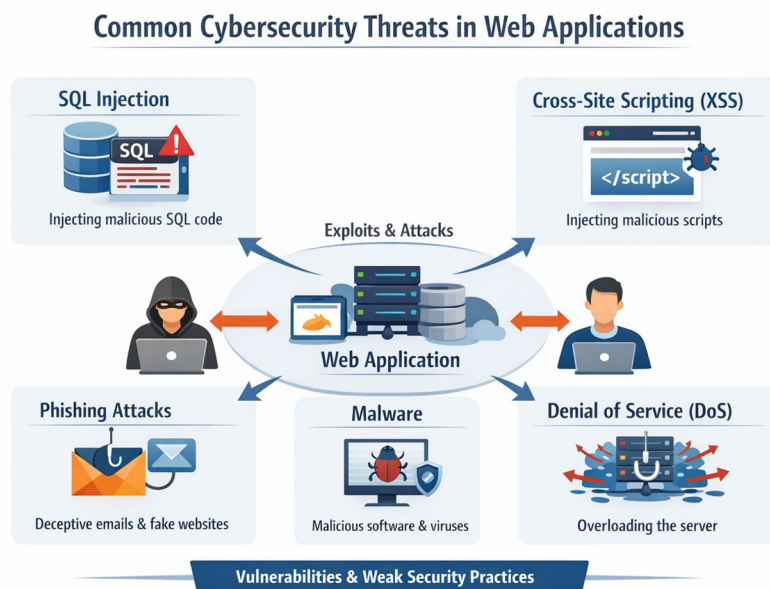 Common Cybersecurity Threats in Web Applications
SQL Injection
SQL
Injecting malicious SQL code
Cross-Site Scripting (XSS)
</script>
Injecting malicious scripts
Exploits & Attacks
Web Application
Phishing Attacks
Deceptive emails & fake websites
Malware
Malicious software & viruses
Denial of Service (DoS)
Overloading the server
Vulnerabilities & Weak Security Practices